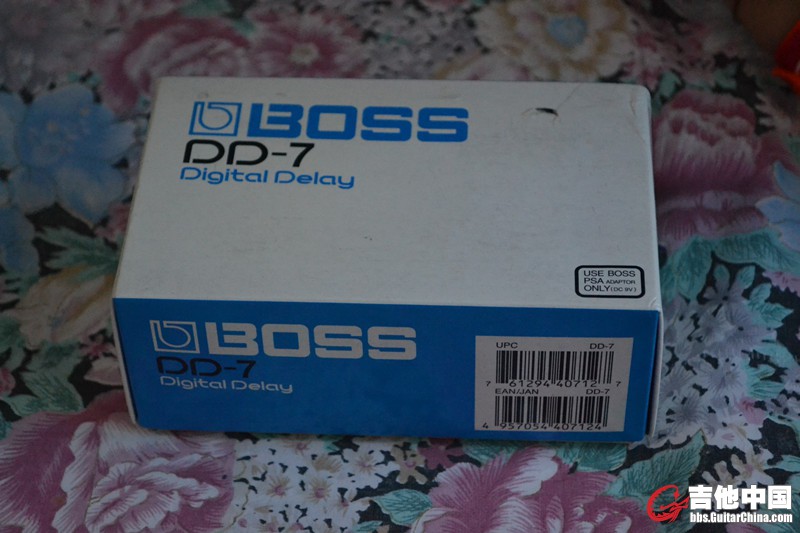 BOSS
DD-7
Digital Delay
USE BOSS
PSA ADAPTOR
ONLY (DC 9V)
BOSS
DD-7
Digital Delay
UPC DD-7
7 61294 40712 7
EAN/JAN DD-7
4 957054 407124
吉他中国
bbs.GuitarChina.com